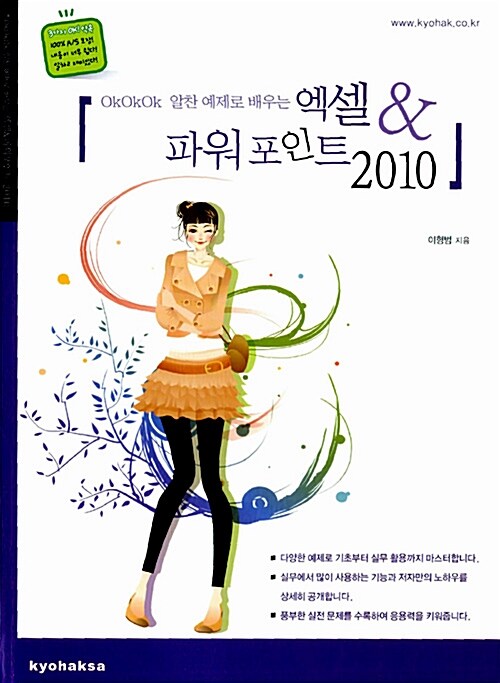 www.kyohak.co.kr
100% A/S 보장!
OkOkOk 알찬 예제로 배우는 엑셀 &
파워포인트 2010
이형범 지음
■ 다양한 예제로 기초부터 실무 활용까지 마스터합니다.
■ 실무에서 많이 사용하는 기능과 저자만의 노하우를
상세히 공개합니다.
■ 풍부한 실전 문제를 수록하여 응용력을 키워줍니다.
kyohaksa